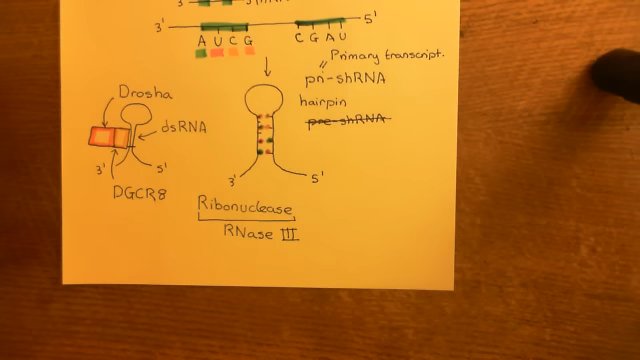 3'
3' 5'
A U C G C G A U
Primary transcript.
"
pri-shRNA
hairpin
pre-shRNA
Drosha
dsRNA
3' 5'
DGCR8
3' 5'
Ribonuclease
RNase III